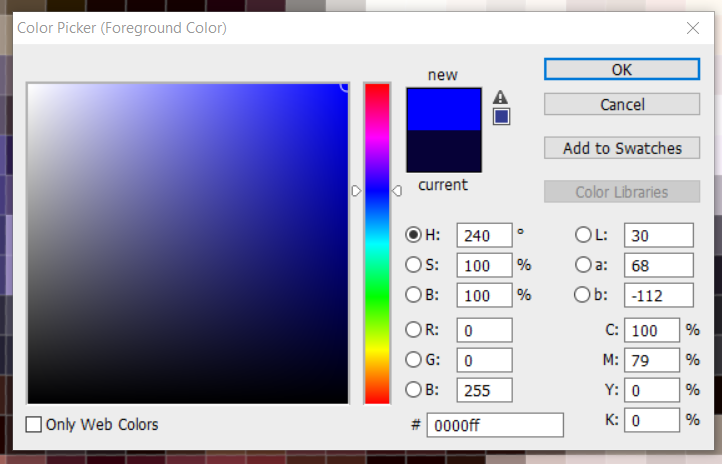 Color Picker (Foreground Color)
new
current
OK
Cancel
Add to Swatches
Color Libraries
H: 240 °
S: 100 %
B: 100 %
R: 0
G: 0
B: 255
# 0000ff
L: 30
a: 68
b: -112
C: 100 %
M: 79 %
Y: 0 %
K: 0 %
Only Web Colors